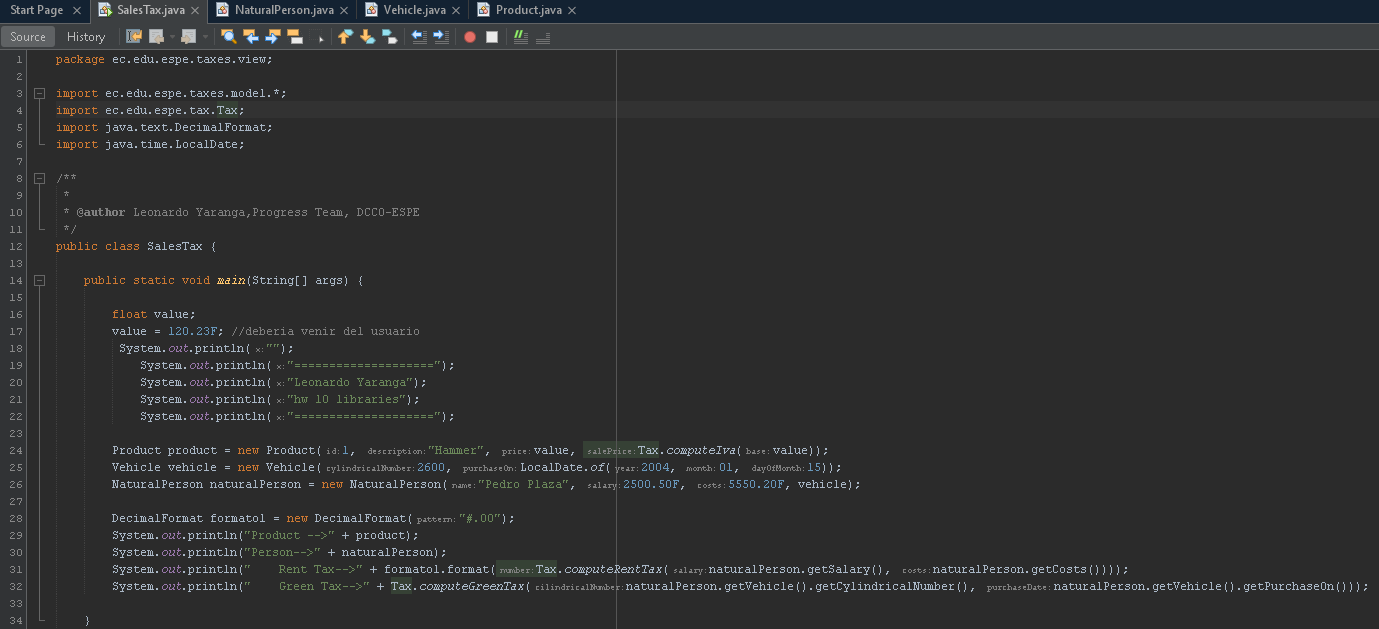 Start Page × SalesTax.java × NaturalPerson.java × Vehicle.java × Product.java ×
Source History
1 package ec.edu.espe.taxes.view;
2
3 import ec.edu.espe.taxes.model.*;
4 import ec.edu.espe.tax.Tax;
5 import java.text.DecimalFormat;
6 import java.time.LocalDate;
7
8 /**
9 *
10 * @author Leonardo Yaranga,Progress Team, DCCO-ESPE
11 */
12 public class SalesTax {
13
14 public static void main(String[] args) {
15
16 float value;
17 value = 120.23F; //deberia venir del usuario
18 System.out.println(x:"");
19 System.out.println(x:"====================");
20 System.out.println(x:"Leonardo Yaranga");
21 System.out.println(x:"hw 10 libraries");
22 System.out.println(x:"====================");
23
24 Product product = new Product(id:1, description:"Hammer", price:value, salePrice:Tax.computeIva(base:value));
25 Vehicle vehicle = new Vehicle(cylindricalNumber:2600, purchaseOn:LocalDate.of(year:2004, month:01, dayOfMonth:15));
26 NaturalPerson naturalPerson = new NaturalPerson(name:"Pedro Plaza", salary:2500.50F, costs:5550.20F, vehicle);
27
28 DecimalFormat formatol = new DecimalFormat(pattern:"#.00");
29 System.out.println("Product -->" + product);
30 System.out.println("Person-->" + naturalPerson);
31 System.out.println("    Rent Tax-->" + formatol.format(number:Tax.computeRentTax(salary:naturalPerson.getSalary(), costs:naturalPerson.getCosts())));
32 System.out.println("    Green Tax-->" + Tax.computeGreenTax(cilindricalNumber:naturalPerson.getVehicle().getCylindricalNumber(), purchaseDate:naturalPerson.getVehicle().getPurchaseOn()));
33
34 }